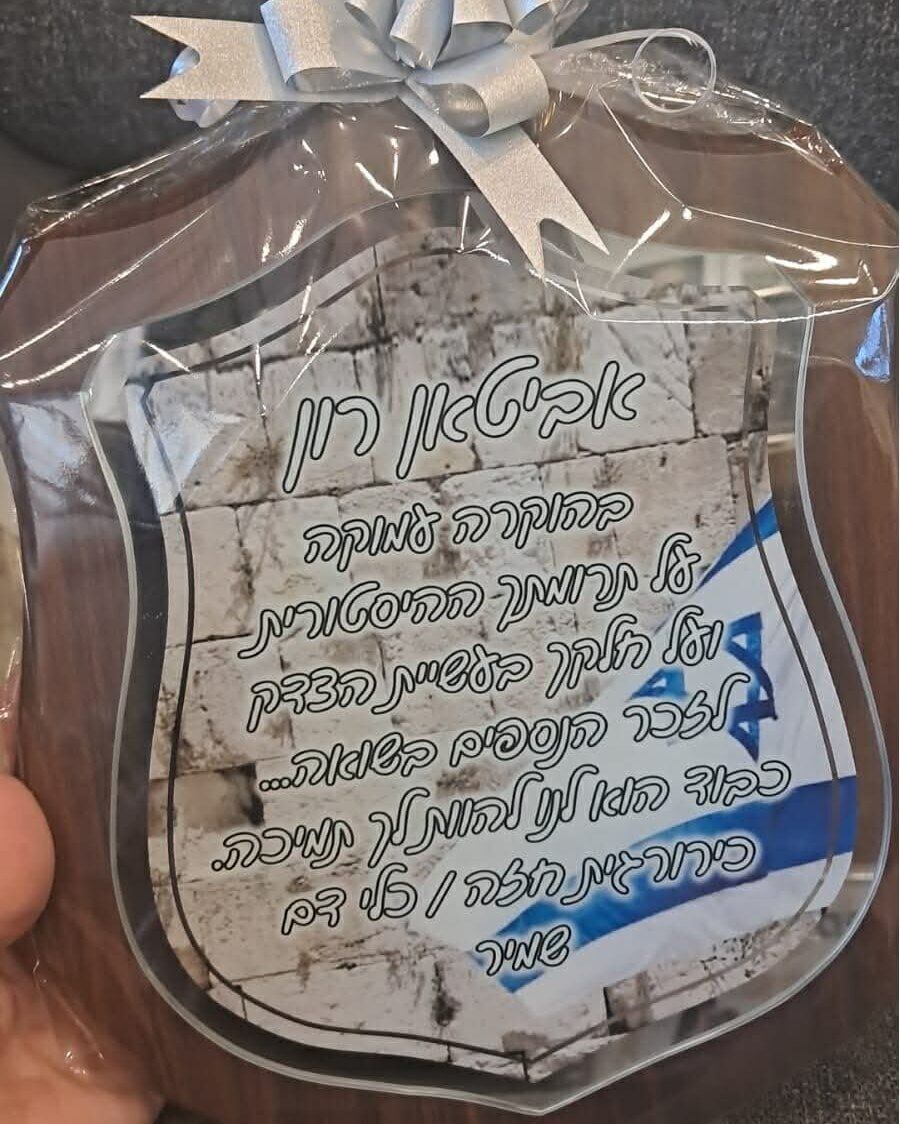 אביטאן רון
בהוקרה עמוקה
על תרומתך ההיסטורית
ועל חלקך בעשיית הצדק
לזכר הנספים בשואה...
כבוד הוא לנו להוות לך תמיכה.
כירורגית חזה / כלי דם
שמיר